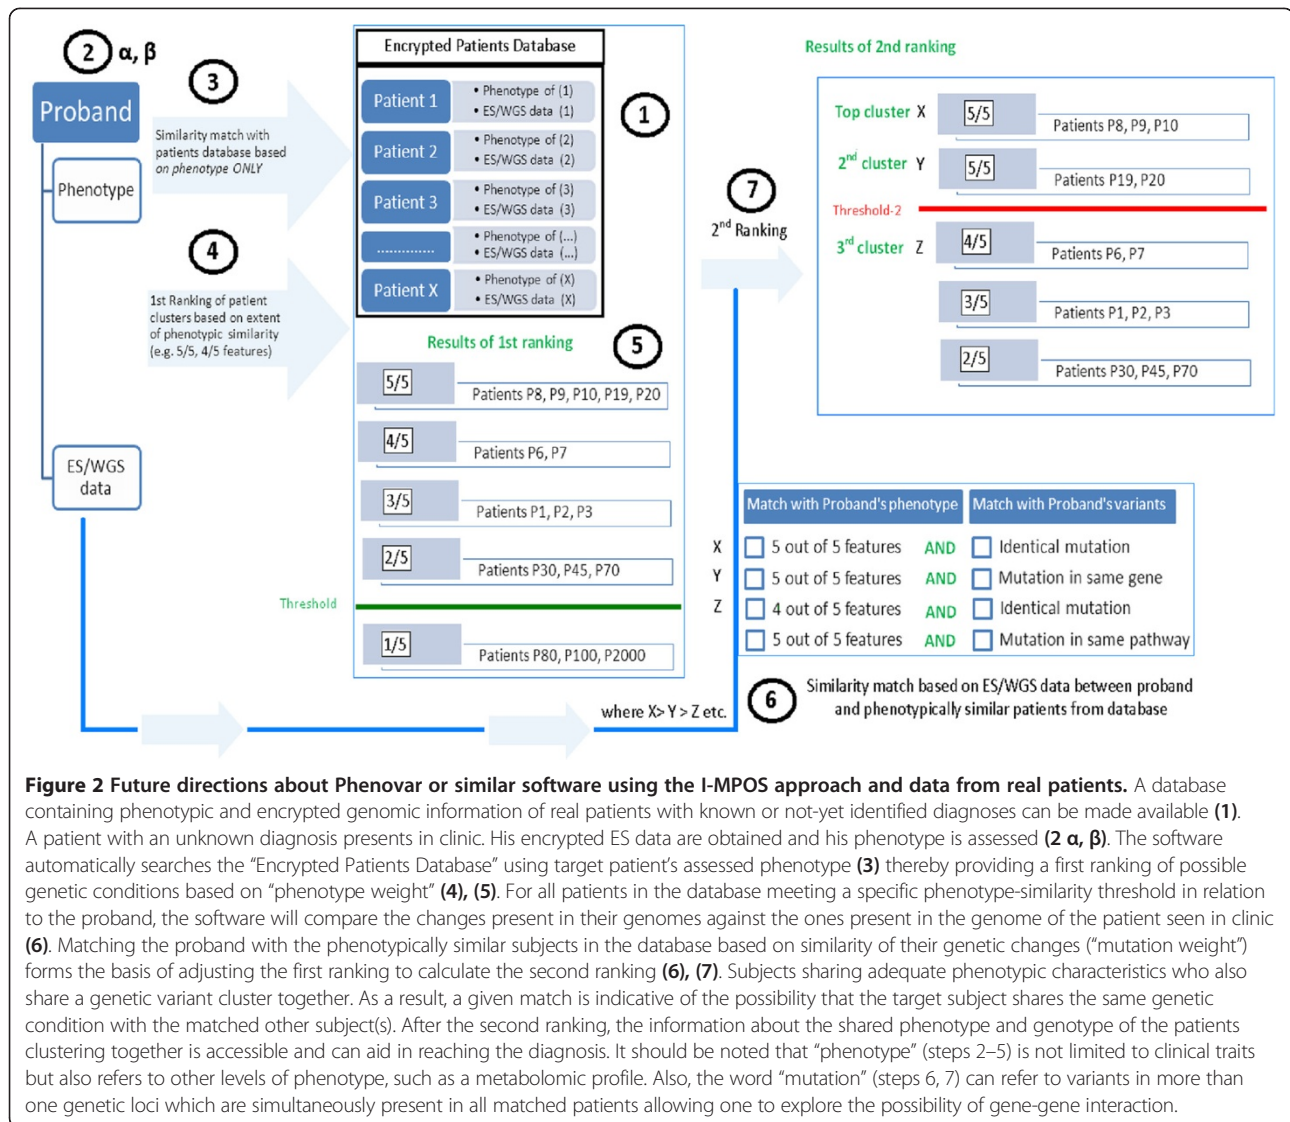 2 α, β
Proband
Phenotype
ES/WGS
data
3
Similarity match with
patients database based
on phenotype ONLY
4
1st Ranking of patient
clusters based on extent
of phenotypic similarity
(e.g. 5/5, 4/5 features)
Encrypted Patients Database
Patient 1
• Phenotype of (1)
• ES/WGS data (1)
Patient 2
• Phenotype of (2)
• ES/WGS data (2)
Patient 3
• Phenotype of (3)
• ES/WGS data (3)
..............
• Phenotype of (...)
• ES/WGS data (...)
Patient X
• Phenotype of (X)
• ES/WGS data (X)
1
Results of 1st ranking
5
5/5
Patients P8, P9, P10, P19, P20
4/5
Patients P6, P7
3/5
Patients P1, P2, P3
2/5
Patients P30, P45, P70
Threshold
1/5
Patients P80, P100, P2000
where X> Y > Z etc.
7
2nd Ranking
Results of 2nd ranking
Top cluster X
5/5
Patients P8, P9, P10
2nd cluster Y
5/5
Patients P19, P20
Threshold-2
3rd cluster Z
4/5
Patients P6, P7
3/5
Patients P1, P2, P3
2/5
Patients P30, P45, P70
Match with Proband's phenotype Match with Proband's variants
X 5 out of 5 features AND Identical mutation
Y 5 out of 5 features AND Mutation in same gene
Z 4 out of 5 features AND Identical mutation
5 out of 5 features AND Mutation in same pathway
6
Similarity match based on ES/WGS data between proband
and phenotypically similar patients from database
Figure 2 Future directions about Phenovar or similar software using the I-MPOS approach and data from real patients. A database
containing phenotypic and encrypted genomic information of real patients with known or not-yet identified diagnoses can be made available (1).
A patient with an unknown diagnosis presents in clinic. His encrypted ES data are obtained and his phenotype is assessed (2 α, β). The software
automatically searches the “Encrypted Patients Database” using target patient’s assessed phenotype (3) thereby providing a first ranking of possible
genetic conditions based on “phenotype weight” (4), (5). For all patients in the database meeting a specific phenotype-similarity threshold in relation
to the proband, the software will compare the changes present in their genomes against the ones present in the genome of the patient seen in clinic
(6). Matching the proband with the phenotypically similar subjects in the database based on similarity of their genetic changes (“mutation weight”)
forms the basis of adjusting the first ranking to calculate the second ranking (6), (7). Subjects sharing adequate phenotypic characteristics who also
share a genetic variant cluster together. As a result, a given match is indicative of the possibility that the target subject shares the same genetic
condition with the matched other subject(s). After the second ranking, the information about the shared phenotype and genotype of the patients
clustering together is accessible and can aid in reaching the diagnosis. It should be noted that “phenotype” (steps 2–5) is not limited to clinical traits
but also refers to other levels of phenotype, such as a metabolomic profile. Also, the word “mutation” (steps 6, 7) can refer to variants in more than
one genetic loci which are simultaneously present in all matched patients allowing one to explore the possibility of gene-gene interaction.